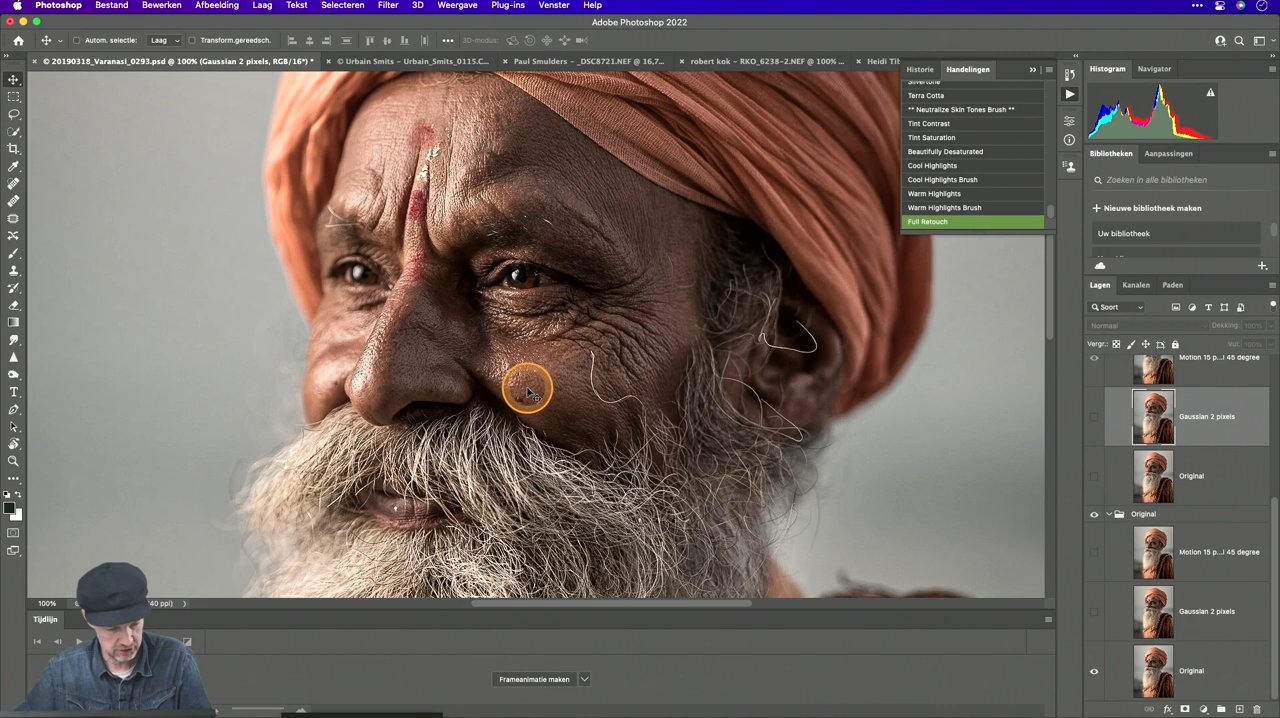 Photoshop Bestand Bewerken Afbeelding Laag Tekst Selecteren Filter 3D Weergave Plug-ins Venster Help
Adobe Photoshop 2022
Autom. selectie: Laag Transform.gereedsch. 3D-modus:
© 20190318_Varanasi_0293.psd @ 100% (Gaussian 2 pixels, RGB/16*) *
© Urbain Smits - Urbain_Smits_0115.C...
Paul Smulders - _DSC8721.NEF @ 16,7...
robert kok - RKO_6238-2.NEF @ 100% ...
Heidi Tib
Historie Handelingen
Silvertone
Terra Cotta
** Neutralize Skin Tones Brush **
Tint Contrast
Tint Saturation
Beautifully Desaturated
Cool Highlights
Cool Highlights Brush
Warm Highlights
Warm Highlights Brush
Full Retouch
Histogram Navigator
Bibliotheken Aanpassingen
Zoeken in alle bibliotheken
Nieuwe bibliotheek maken
Uw bibliotheek
Lagen Kanalen Paden
Soort
Normaal Dekking: 100%
Vergr.: Vul: 100%
Motion 15 p...l 45 degree
Gaussian 2 pixels
Original
Original
Motion 15 p...l 45 degree
Gaussian 2 pixels
Original
100% 40 ppi)
Tijdlijn
Frameanimatie maken